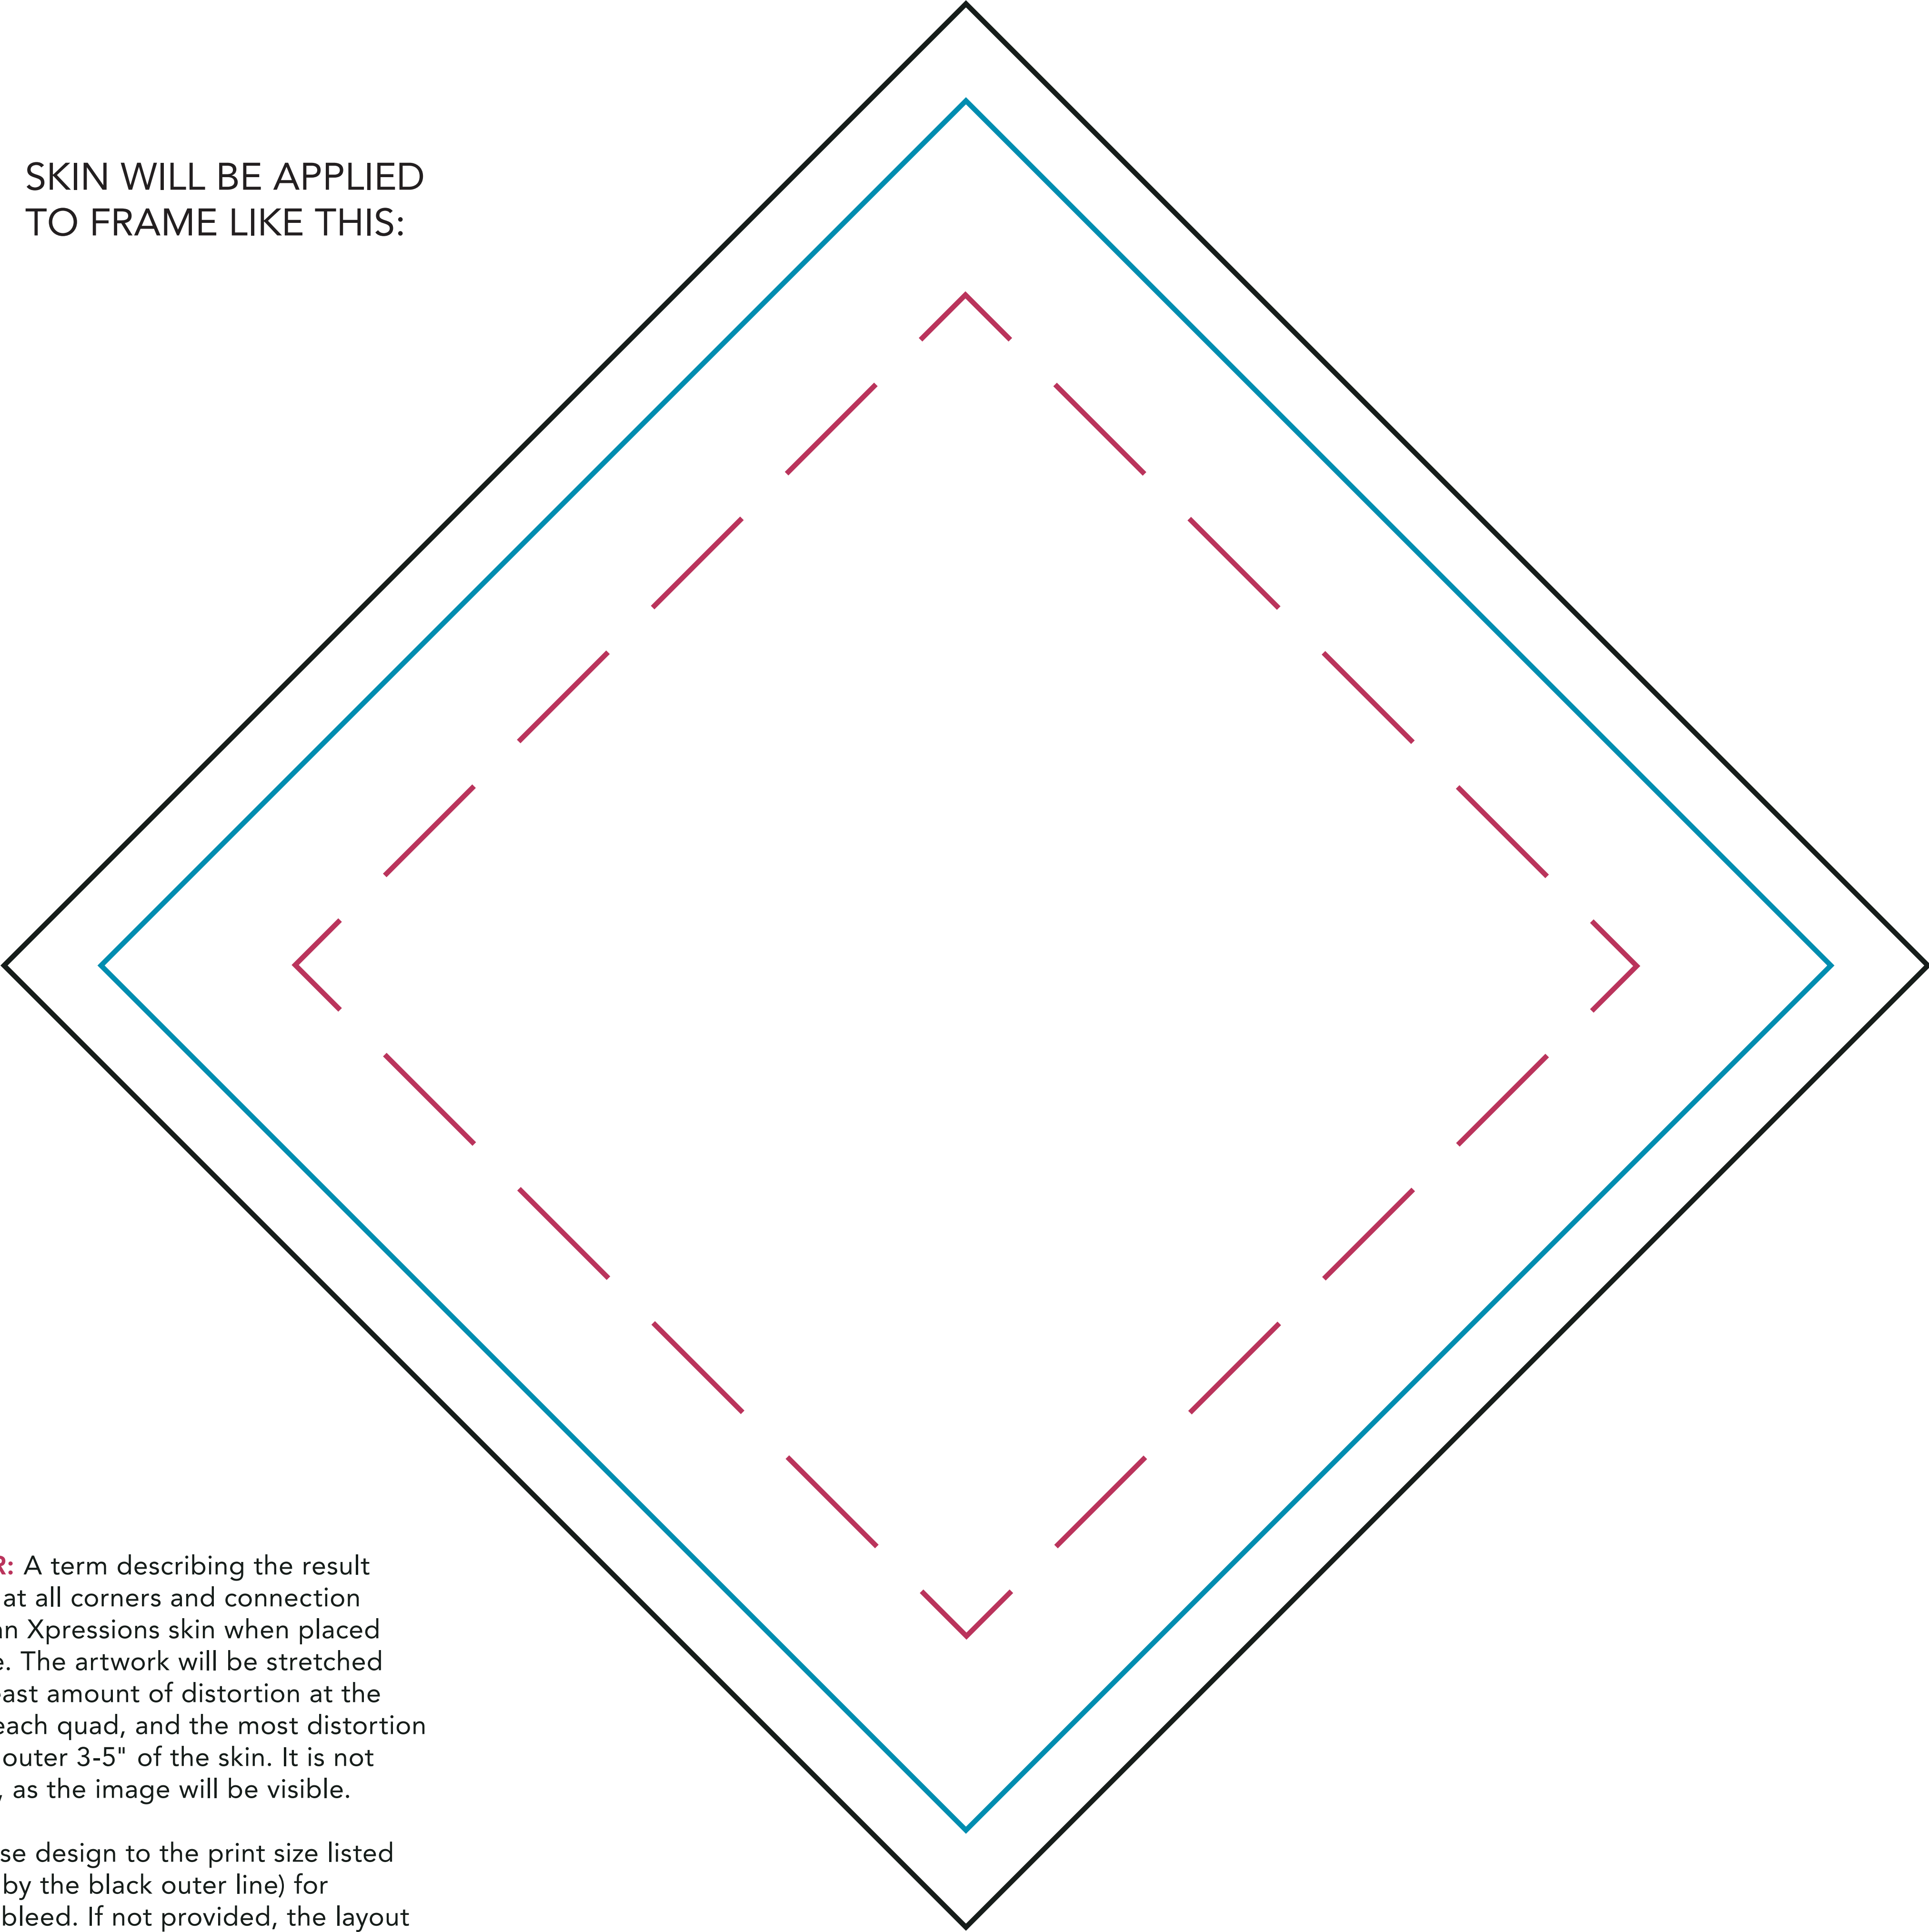 SKIN WILL BE APPLIED
TO FRAME LIKE THIS:
R: A term describing the result
at all corners and connection
an Xpressions skin when placed
e. The artwork will be stretched
east amount of distortion at the
each quad, and the most distortion
outer 3-5" of the skin. It is not
, as the image will be visible.
se design to the print size listed
by the black outer line) for
bleed. If not provided, the layout